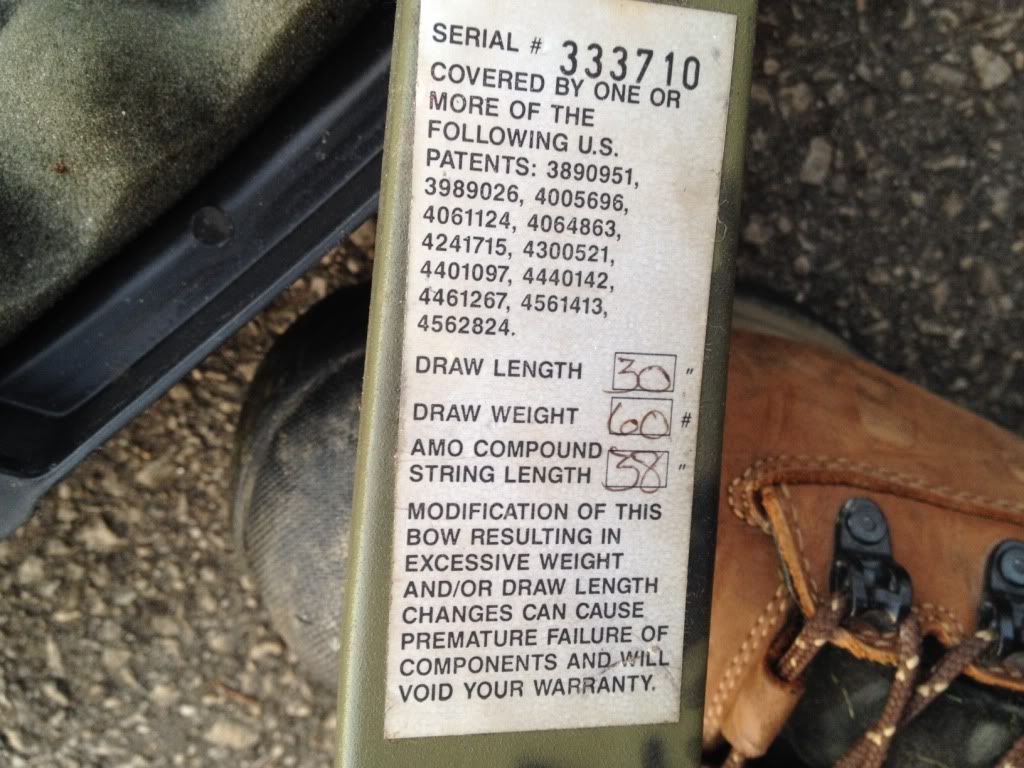 SERIAL # 333710
COVERED BY ONE OR
MORE OF THE
FOLLOWING U.S.
PATENTS: 3890951,
3989026, 4005696,
4061124, 4064863,
4241715, 4300521,
4401097, 4440142,
4461267, 4561413,
4562824.
DRAW LENGTH 30 "
DRAW WEIGHT 60 #
AMO COMPOUND
STRING LENGTH 38 "
MODIFICATION OF THIS
BOW RESULTING IN
EXCESSIVE WEIGHT
AND/OR DRAW LENGTH
CHANGES CAN CAUSE
PREMATURE FAILURE OF
COMPONENTS AND WILL
VOID YOUR WARRANTY.